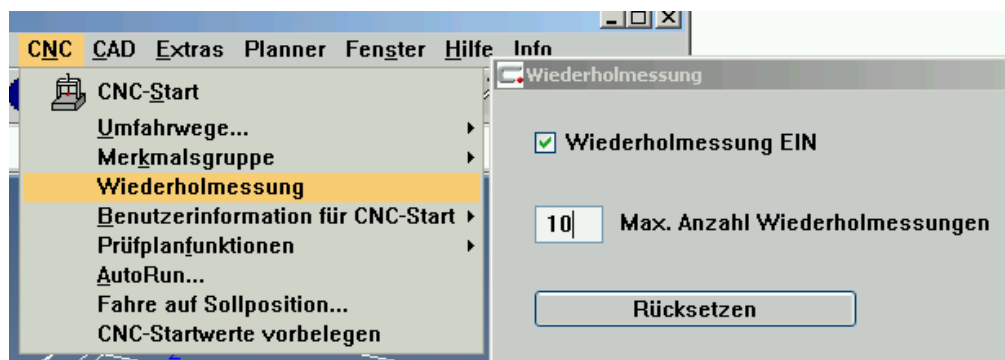 CNC CAD Extras Planner Fenster Hilfe Info
CNC-Start
Umfahrwege...
Merkmalsgruppe
Wiederholmessung
Benutzerinformation für CNC-Start
Prüfplanfunktionen
AutoRun...
Fahre auf Sollposition...
CNC-Startwerte vorbelegen
Wiederholmessung
Wiederholmessung EIN
10 Max. Anzahl Wiederholmessungen
Rücksetzen